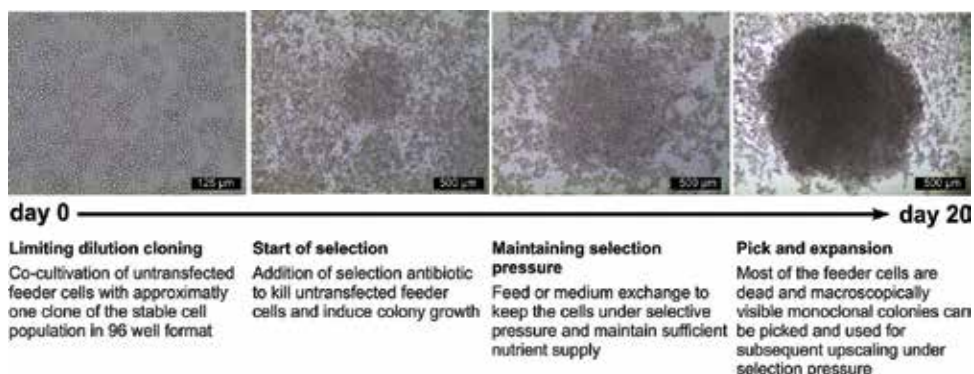 125 µm
500 µm
500 µm
500 µm
day 0
day 20
Limiting dilution cloning
Co-cultivation of untransfected
feeder cells with approximatly
one clone of the stable cell
population in 96 well format
Start of selection
Addition of selection antibiotic
to kill untransfected feeder
cells and induce colony growth
Maintaining selection
pressure
Feed or medium exchange to
keep the cells under selective
pressure and maintain sufficient
nutrient supply
Pick and expansion
Most of the feeder cells are
dead and macroscopically
visible monoclonal colonies can
be picked and used for
subsequent upscaling under
selection pressure